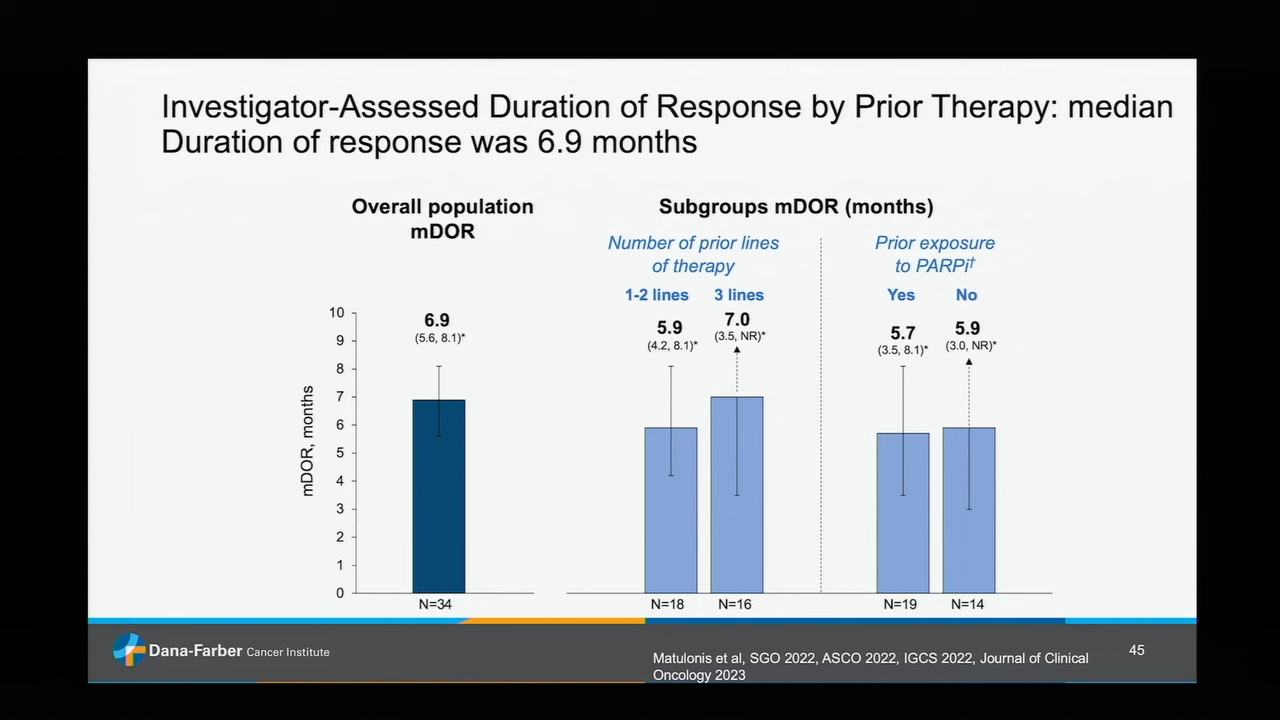 Investigator-Assessed Duration of Response by Prior Therapy: median
Duration of response was 6.9 months
Overall population
mDOR
Subgroups mDOR (months)
Number of prior lines
of therapy
Prior exposure
to PARPi†
1-2 lines
3 lines
Yes
No
mDOR, months
10
9
8
7
6
5
4
3
2
1
0
6.9
(5.6, 8.1)*
5.9
(4.2, 8.1)*
7.0
(3.5, NR)*
5.7
(3.5, 8.1)*
5.9
(3.0, NR)*
N=34
N=18
N=16
N=19
N=14
Dana-Farber Cancer Institute
Matulonis et al, SGO 2022, ASCO 2022, IGCS 2022, Journal of Clinical
Oncology 2023
45